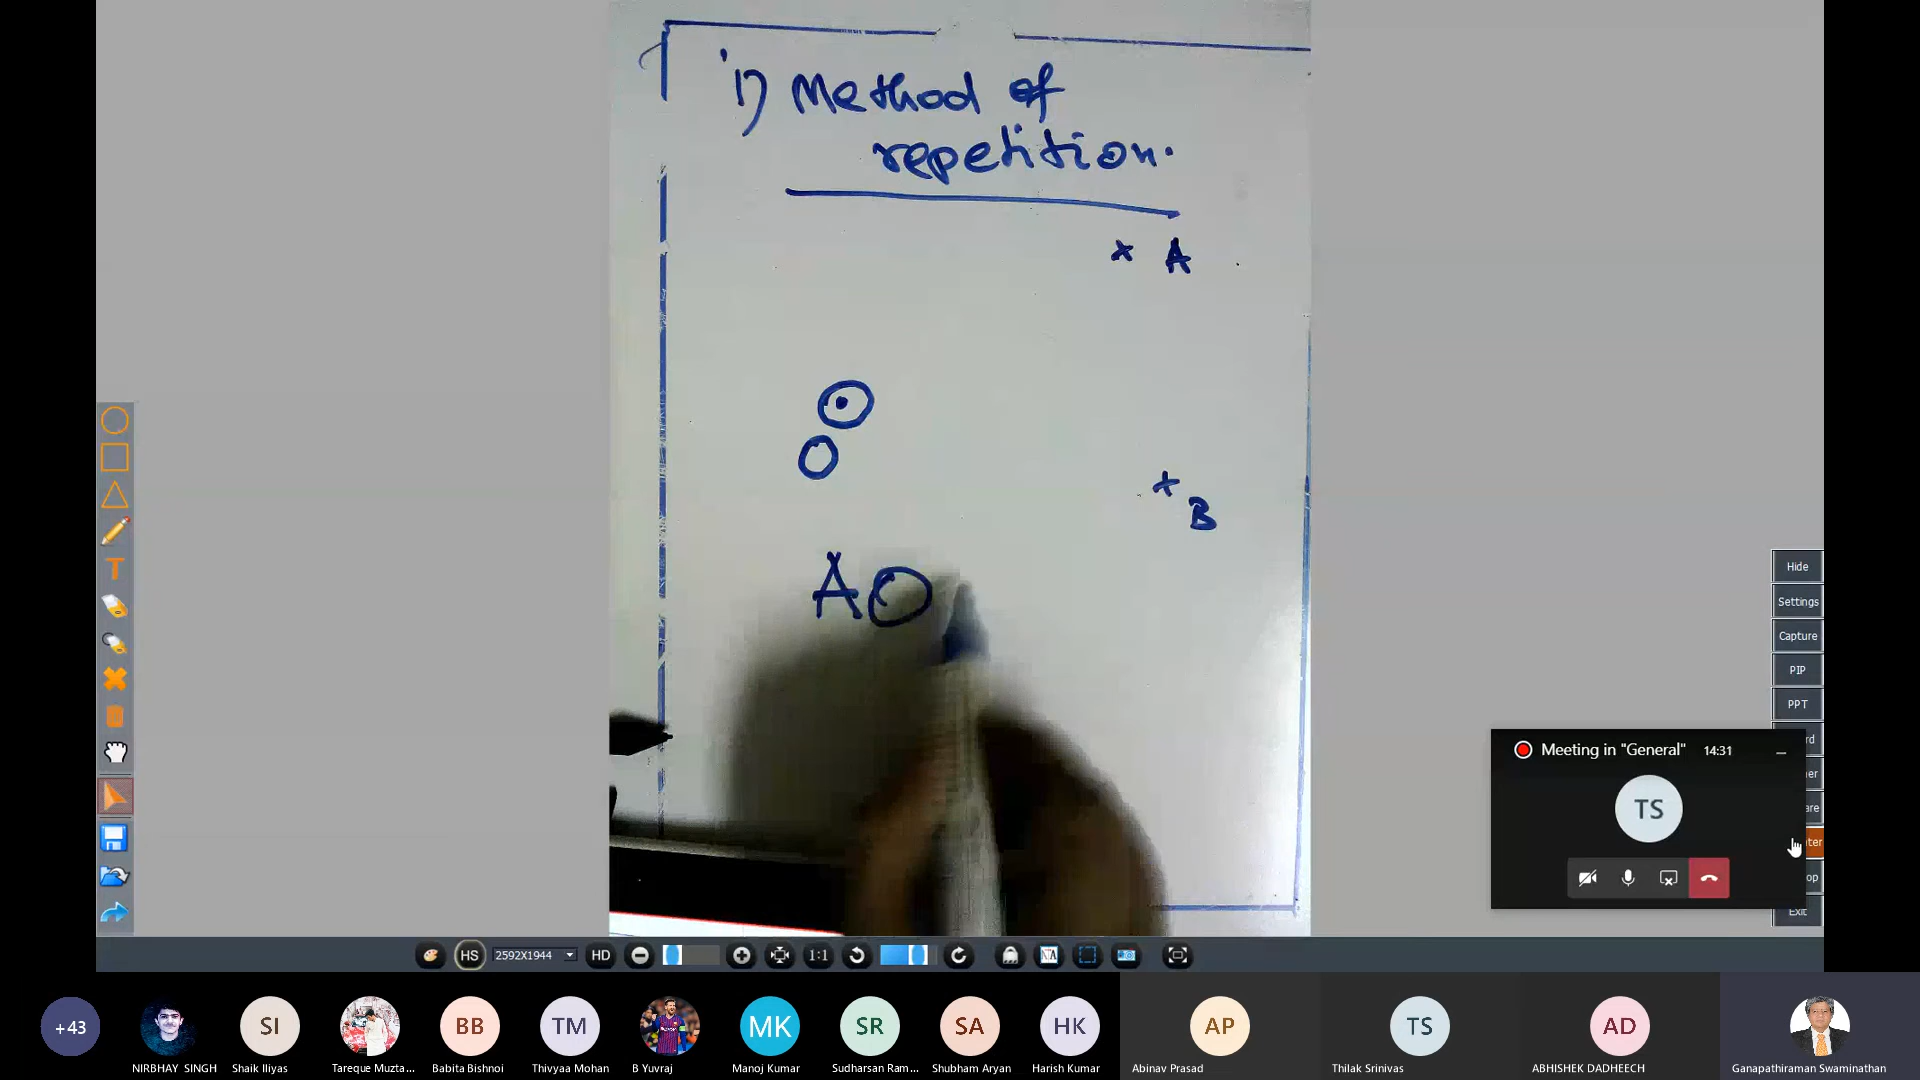 1) Method of
repetition.
x A
O
x B
AO
Hide
Settings
Capture
PIP
PPT
Meeting in "General" 14:31
TS
Exit
HS 2592X1944 HD 1:1
+43 SI BB TM MK SR SA HK AP TS AD
NIRBHAY SINGH Shaik Iliyas Tareque Muzta... Babita Bishnoi Thivyaa Mohan B Yuvraj Manoj Kumar Sudharsan Ram... Shubham Aryan Harish Kumar Abinav Prasad Thilak Srinivas ABHISHEK DADHEECH Ganapathiraman Swaminathan